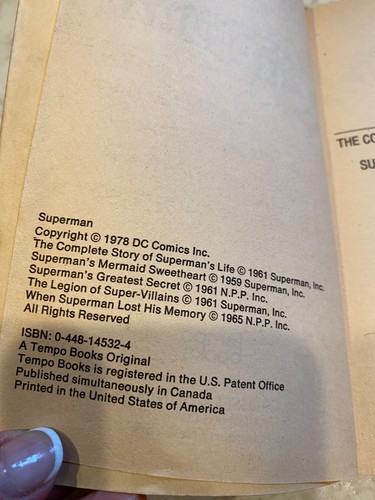 Superman
Copyright © 1978 DC Comics Inc.
The Complete Story of Superman's Life © 1961 Superman, Inc.
Superman's Mermaid Sweetheart © 1959 Superman, Inc.
Superman's Greatest Secret © 1961 N.P.P. Inc.
The Legion of Super-Villains © 1961 Superman, Inc.
When Superman Lost His Memory © 1965 N.P.P. Inc.
All Rights Reserved
ISBN: 0-448-14532-4
A Tempo Books Original
Tempo Books is registered in the U.S. Patent Office
Published simultaneously in Canada
Printed in the United States of America
THE CO
SU